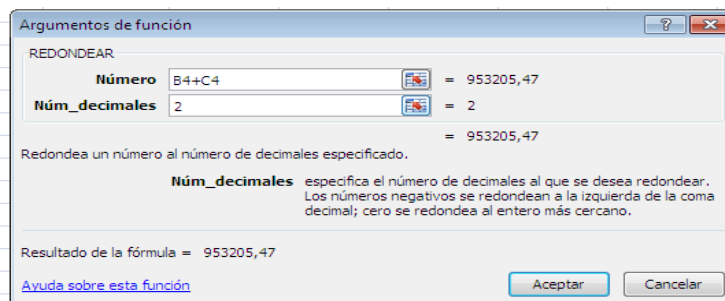 Argumentos de función
REDONDEAR
Número B4+C4 = 953205,47
Núm_decimales 2 = 2
= 953205,47
Redondea un número al número de decimales especificado.
Núm_decimales especifica el número de decimales al que se desea redondear.
Los números negativos se redondean a la izquierda de la coma
decimal; cero se redondea al entero más cercano.
Resultado de la fórmula = 953205,47
Ayuda sobre esta función Aceptar Cancelar